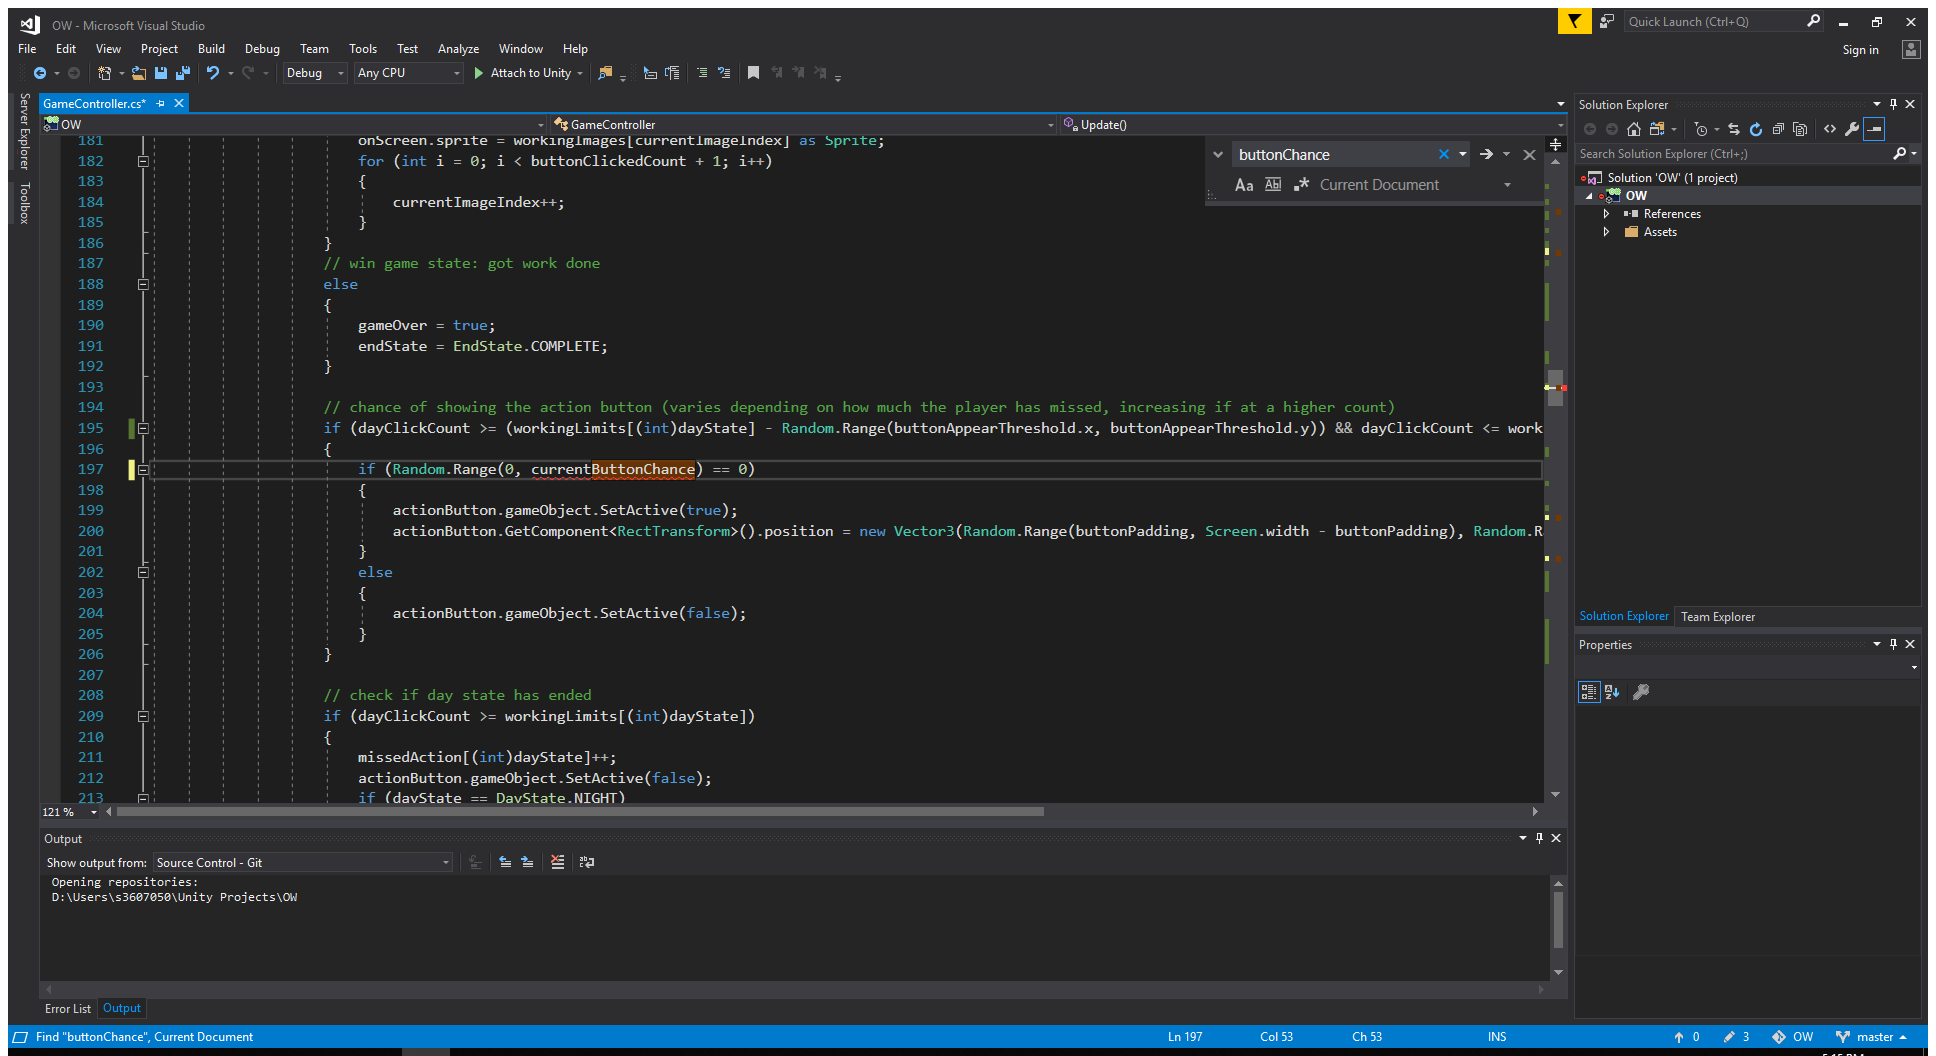 OW - Microsoft Visual Studio
Quick Launch (Ctrl+Q)
File Edit View Project Build Debug Team Tools Test Analyze Window Help
Sign in
Debug Any CPU Attach to Unity
Server Explorer
Toolbox
GameController.cs*
OW GameController Update()
buttonChance
Aa Abl .* Current Document
181 onScreen.sprite = workingImages[currentImageIndex] as Sprite;
182 for (int i = 0; i < buttonClickedCount + 1; i++)
183 {
184 currentImageIndex++;
185 }
186 }
187 // win game state: got work done
188 else
189 {
190 gameOver = true;
191 endState = EndState.COMPLETE;
192 }
193
194 // chance of showing the action button (varies depending on how much the player has missed, increasing if at a higher count)
195 if (dayClickCount >= (workingLimits[(int)dayState] - Random.Range(buttonAppearThreshold.x, buttonAppearThreshold.y)) && dayClickCount <= work
196 {
197 if (Random.Range(0, currentButtonChance) == 0)
198 {
199 actionButton.gameObject.SetActive(true);
200 actionButton.GetComponent<RectTransform>().position = new Vector3(Random.Range(buttonPadding, Screen.width - buttonPadding), Random.R
201 }
202 else
203 {
204 actionButton.gameObject.SetActive(false);
205 }
206 }
207
208 // check if day state has ended
209 if (dayClickCount >= workingLimits[(int)dayState])
210 {
211 missedAction[(int)dayState]++;
212 actionButton.gameObject.SetActive(false);
213 if (dayState == DayState.NIGHT)
121 %
Output
Show output from: Source Control - Git
Opening repositories:
D:\Users\s3607050\Unity Projects\OW
Error List Output
Solution Explorer
Search Solution Explorer (Ctrl+;)
Solution 'OW' (1 project)
OW
References
Assets
Solution Explorer Team Explorer
Properties
Find "buttonChance", Current Document Ln 197 Col 53 Ch 53 INS 0 3 OW master